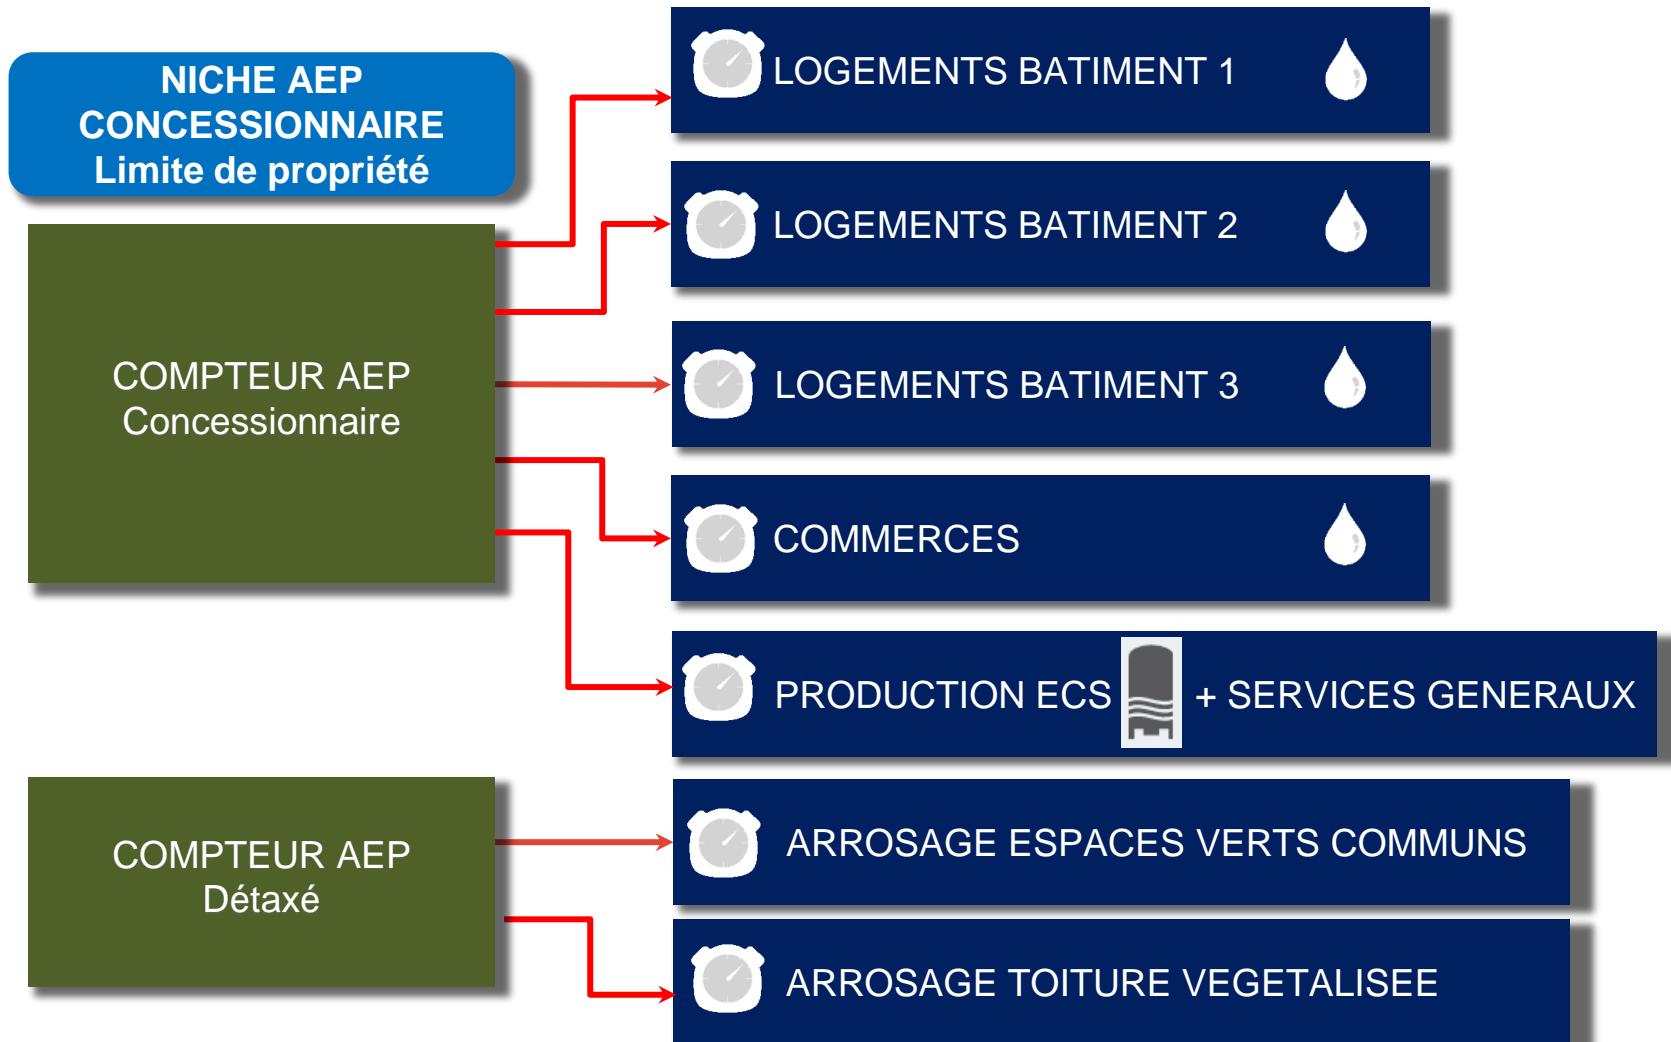 NICHE AEP
CONCESSIONNAIRE
Limite de propriété
COMPTEUR AEP
Concessionnaire
LOGEMENTS BATIMENT 1
LOGEMENTS BATIMENT 2
LOGEMENTS BATIMENT 3
COMMERCES
PRODUCTION ECS + SERVICES GENERAUX
COMPTEUR AEP
Détaxé
ARROSAGE ESPACES VERTS COMMUNS
ARROSAGE TOITURE VEGETALISEE